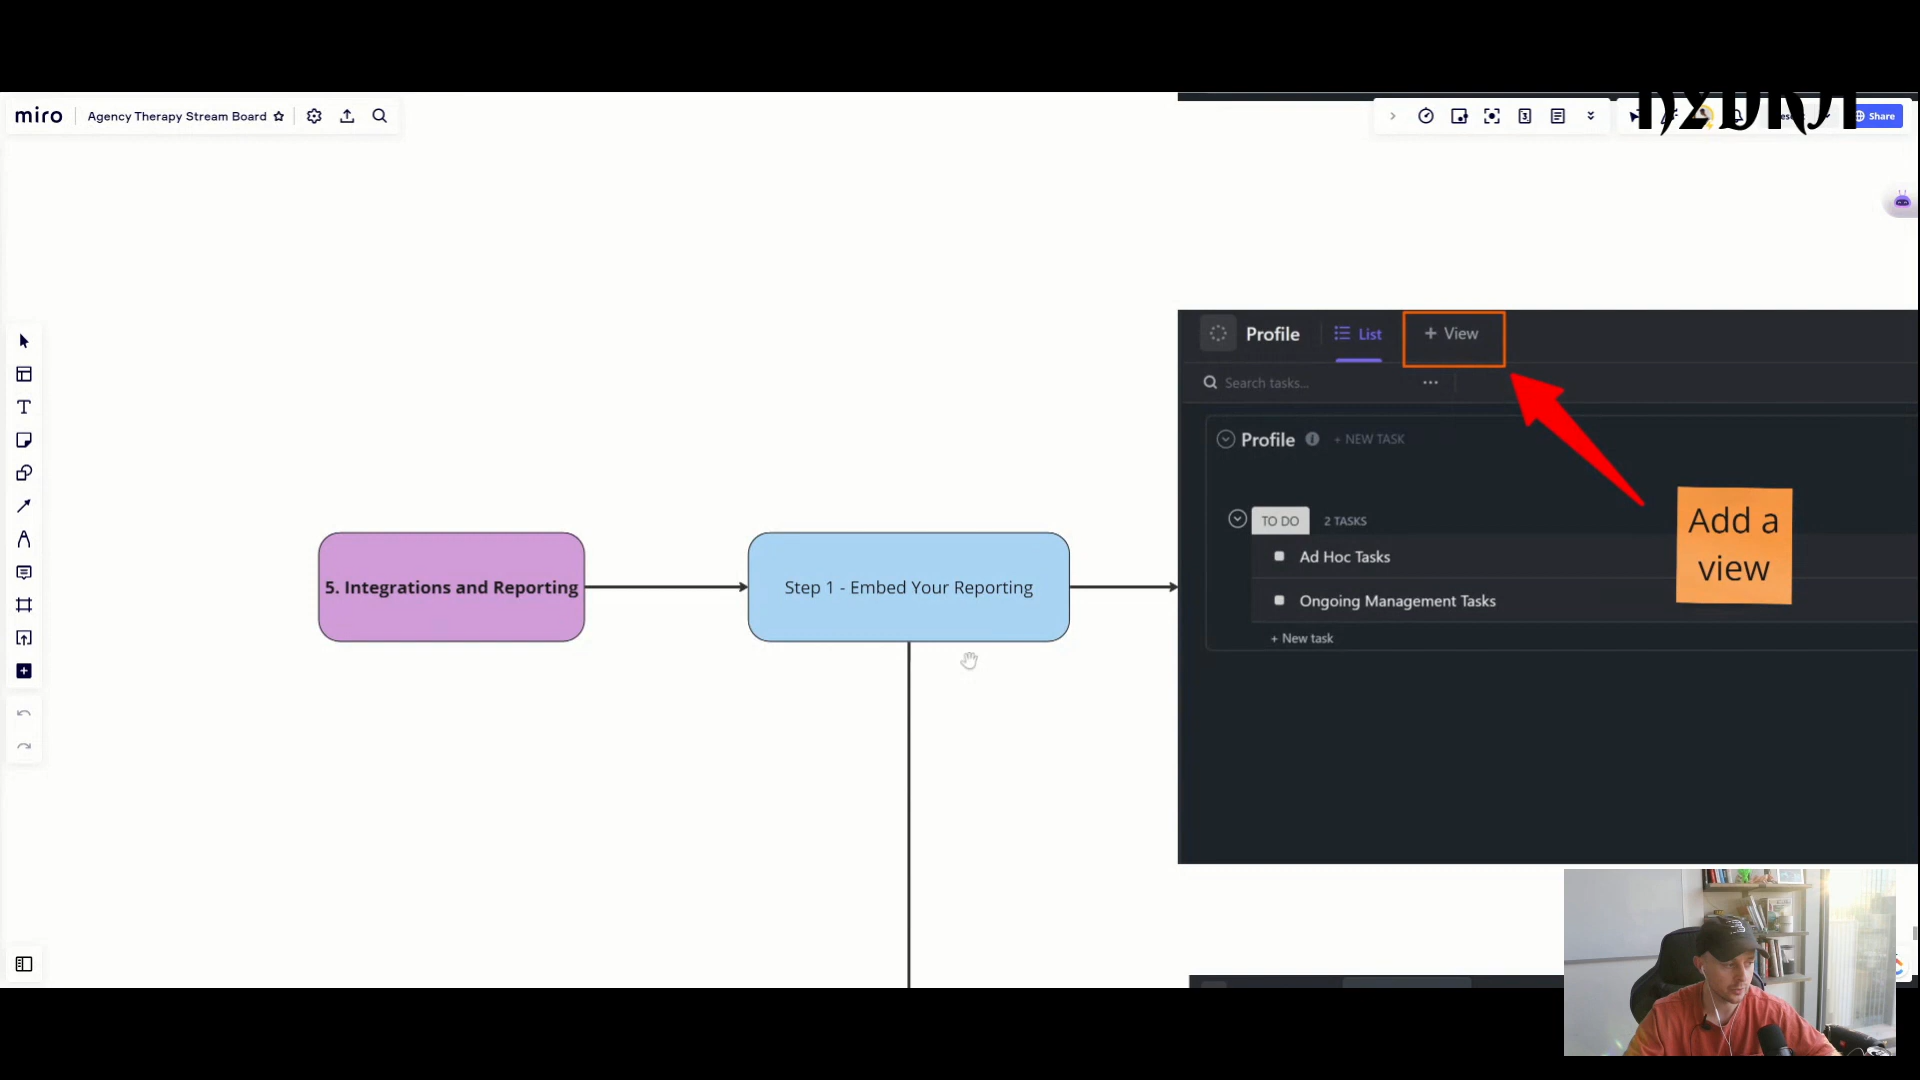 miro
Agency Therapy Stream Board
Share
Profile
List
+ View
Search tasks...
Profile
+ NEW TASK
TO DO
2 TASKS
Ad Hoc Tasks
Ongoing Management Tasks
+ New task
Add a
view
5. Integrations and Reporting
Step 1 - Embed Your Reporting